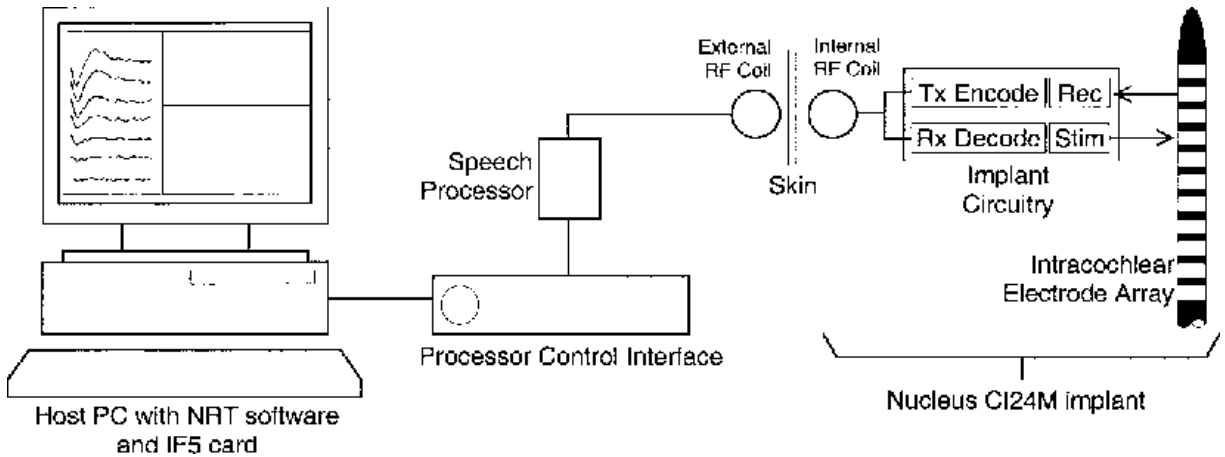 External
RF Coil
Internal
RF Coil
Tx Encode
Rec
Rx Decode
Stim
Speech
Processor
Skin
Implant
Circuitry
Intracochlear
Electrode Array
Processor Control Interface
Nucleus CI24M implant
Host PC with NRT software
and IF5 card